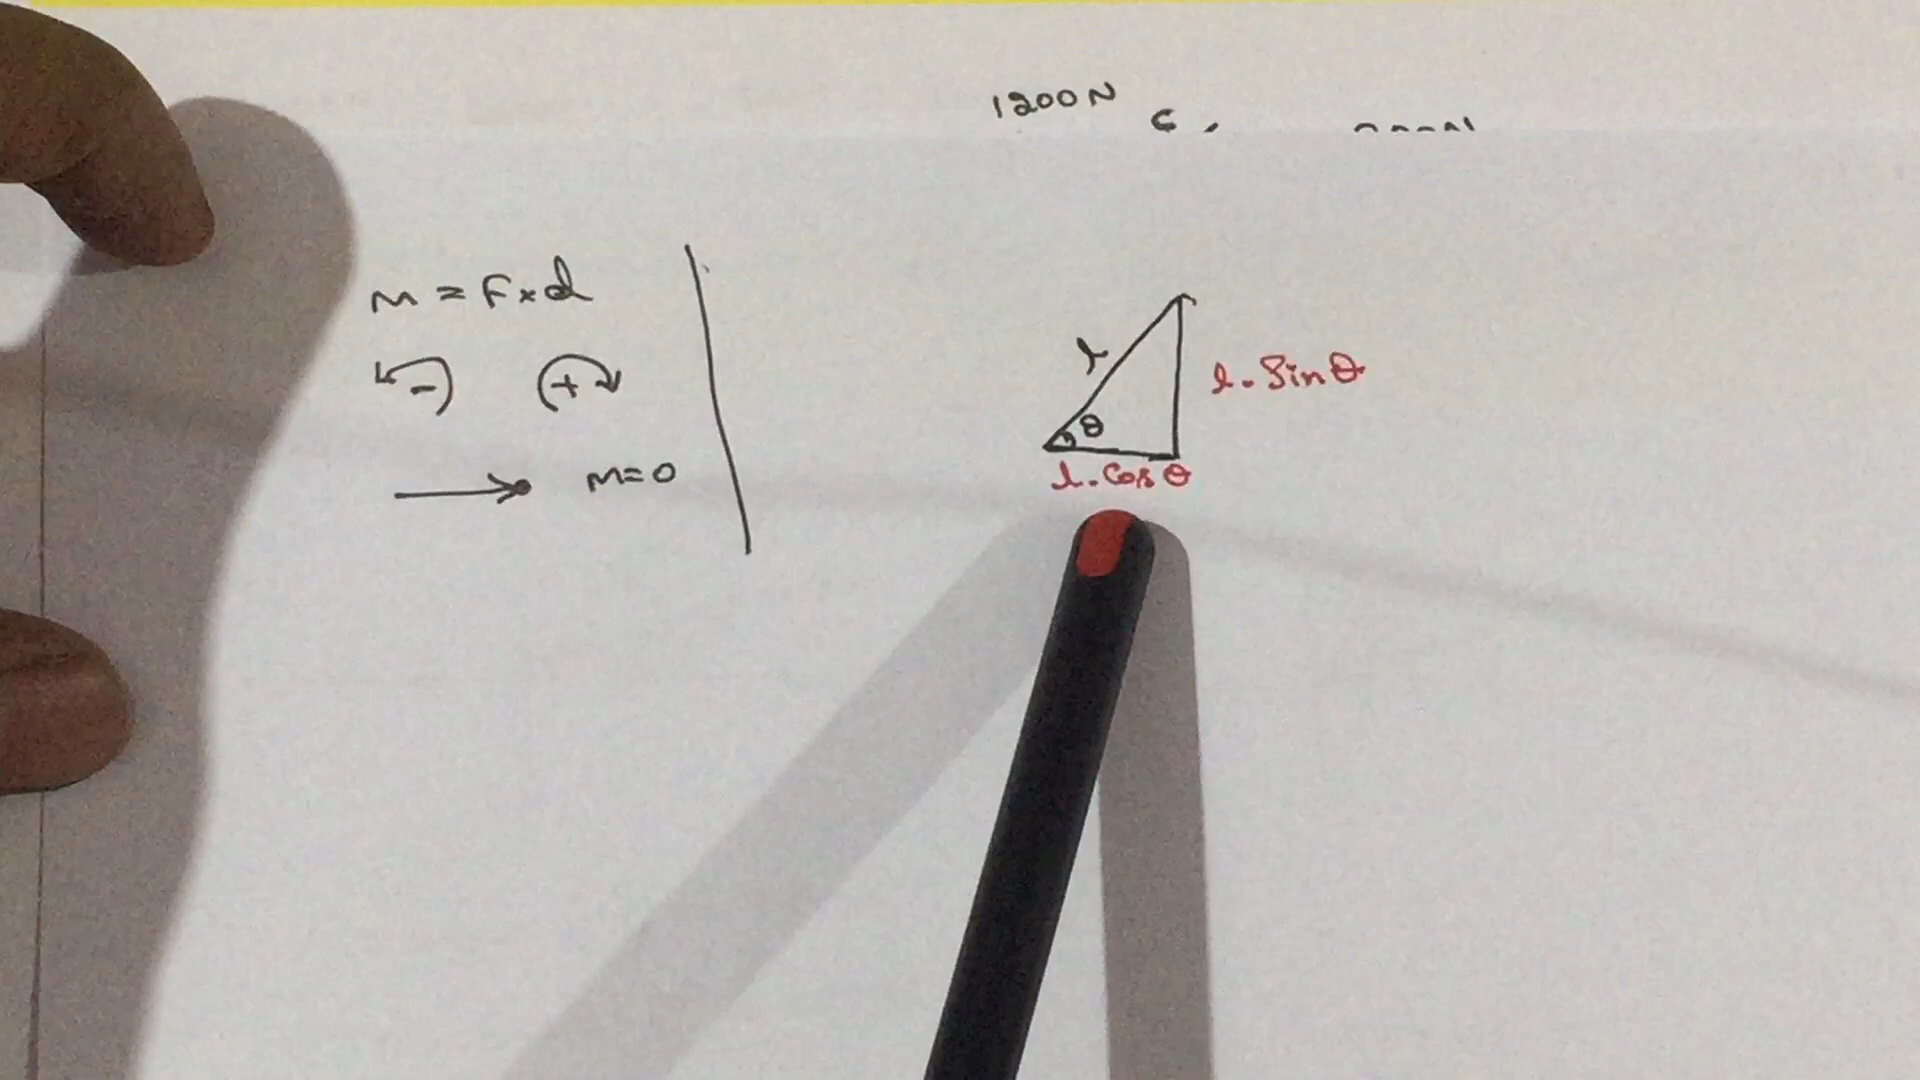 1200N
M = F × d
(-) (+)
M=0
l
θ
l. Sinθ
l. Cosθ